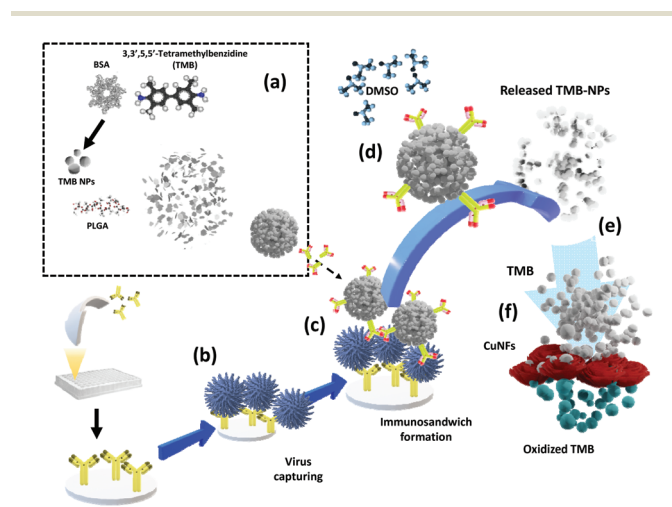 3,3',5,5'-Tetramethylbenzidine
(TMB)
BSA
(a)
TMB NPs
PLGA
DMSO
(d)
Released TMB-NPs
(e)
TMB
(f)
CuNFs
Oxidized TMB
(c)
Immunosandwich
formation
(b)
Virus
capturing